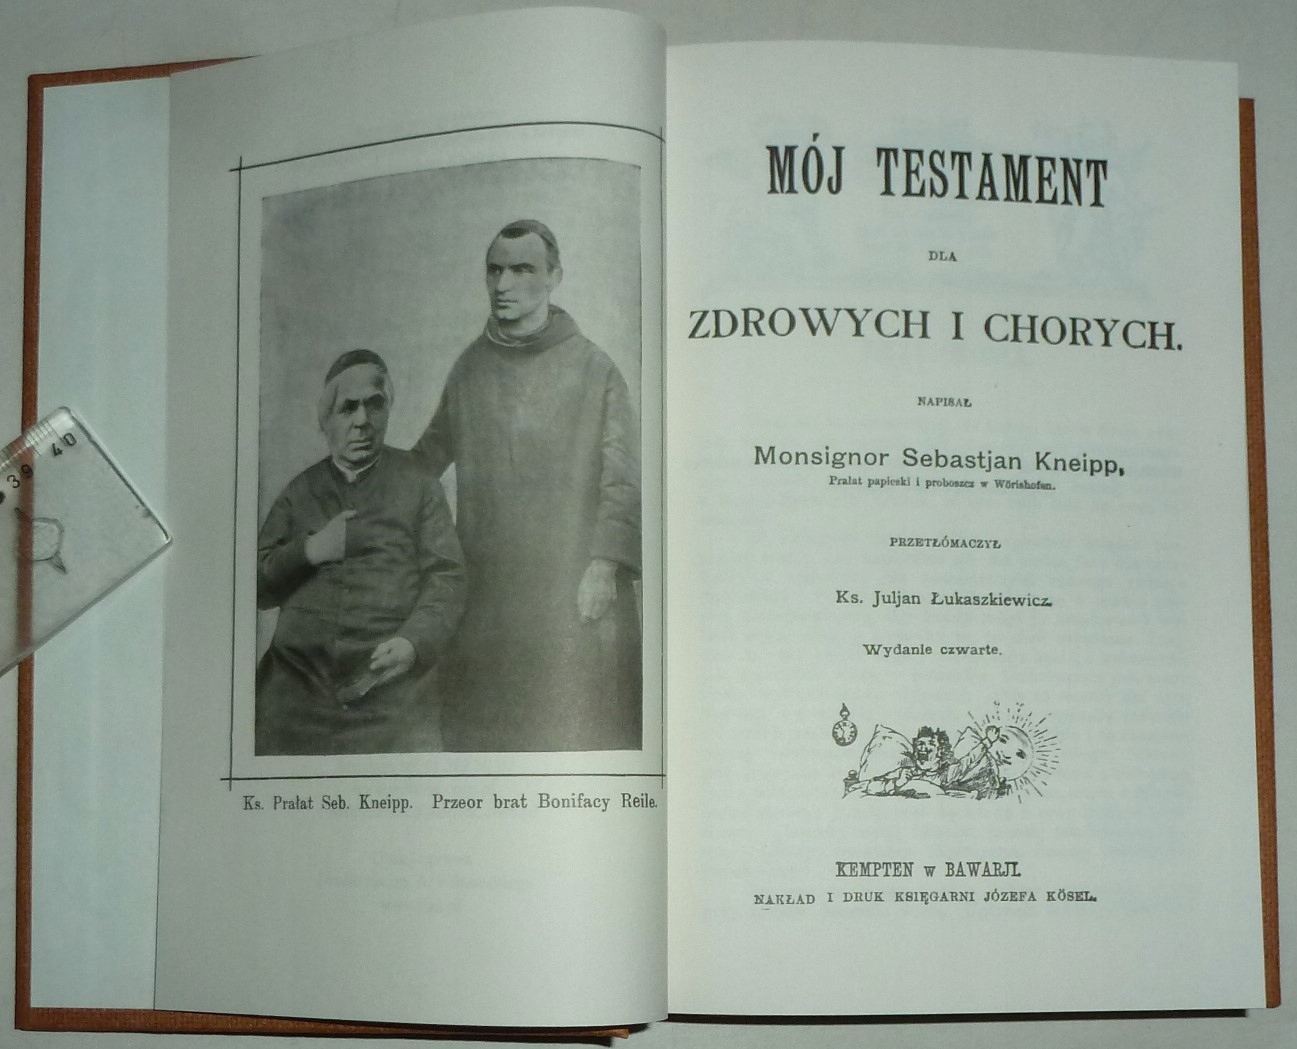 39 40
Ks. Prałat Seb. Kneipp. Przeor brat Bonifacy Reile.
MÓJ TESTAMENT
DLA
ZDROWYCH I CHORYCH.
NAPISAŁ
Monsignor Sebastjan Kneipp,
Prałat papieski i proboszcz w Wörishofen.
PRZETŁÓMACZYŁ
Ks. Juljan Łukaszkiewicz.
Wydanie czwarte.
KEMPTEN w BAWARJI.
NAKŁAD I DRUK KSIĘGARNI JÓZEFA KÖSEL.